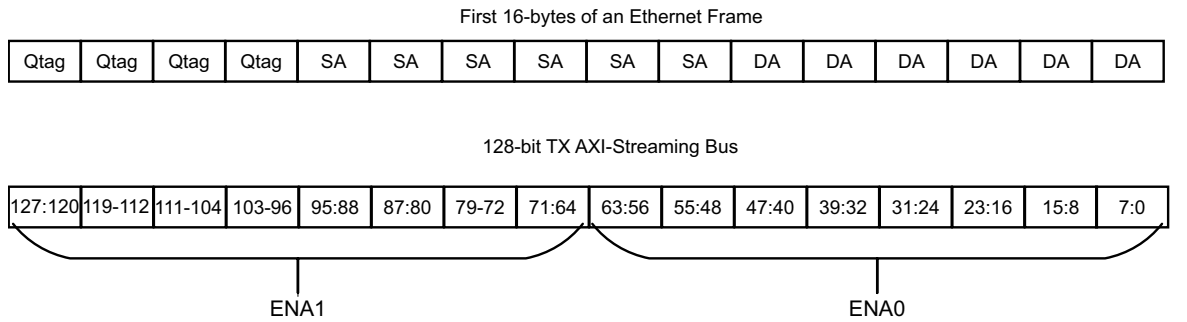 First 16-bytes of an Ethernet Frame
Qtag Qtag Qtag Qtag SA SA SA SA SA SA DA DA DA DA DA DA
128-bit TX AXI-Streaming Bus
127:120 119-112 111-104 103-96 95:88 87:80 79-72 71:64 63:56 55:48 47:40 39:32 31:24 23:16 15:8 7:0
ENA1 ENA0